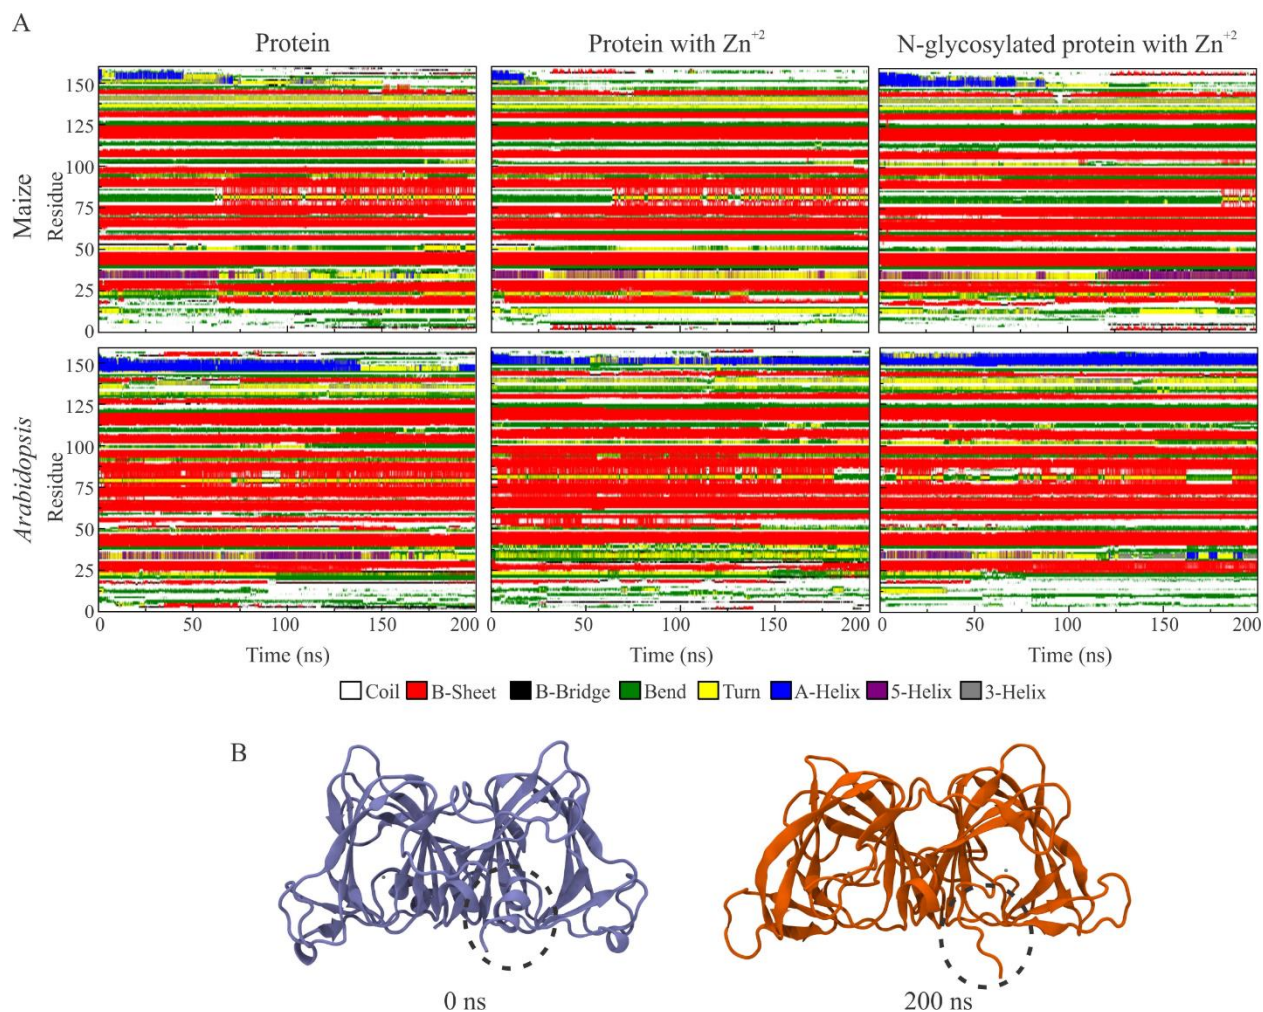 A
Protein
Protein with Zn+2
N-glycosylated protein with Zn+2
Maize
Residue
150
125
100
75
50
25
0
Arabidopsis
Residue
150
125
100
75
50
25
0
0 50 100 150 200
0 50 100 150 200
0 50 100 150 200
Time (ns)
Time (ns)
Time (ns)
Coil B-Sheet B-Bridge Bend Turn A-Helix 5-Helix 3-Helix
B
0 ns
200 ns